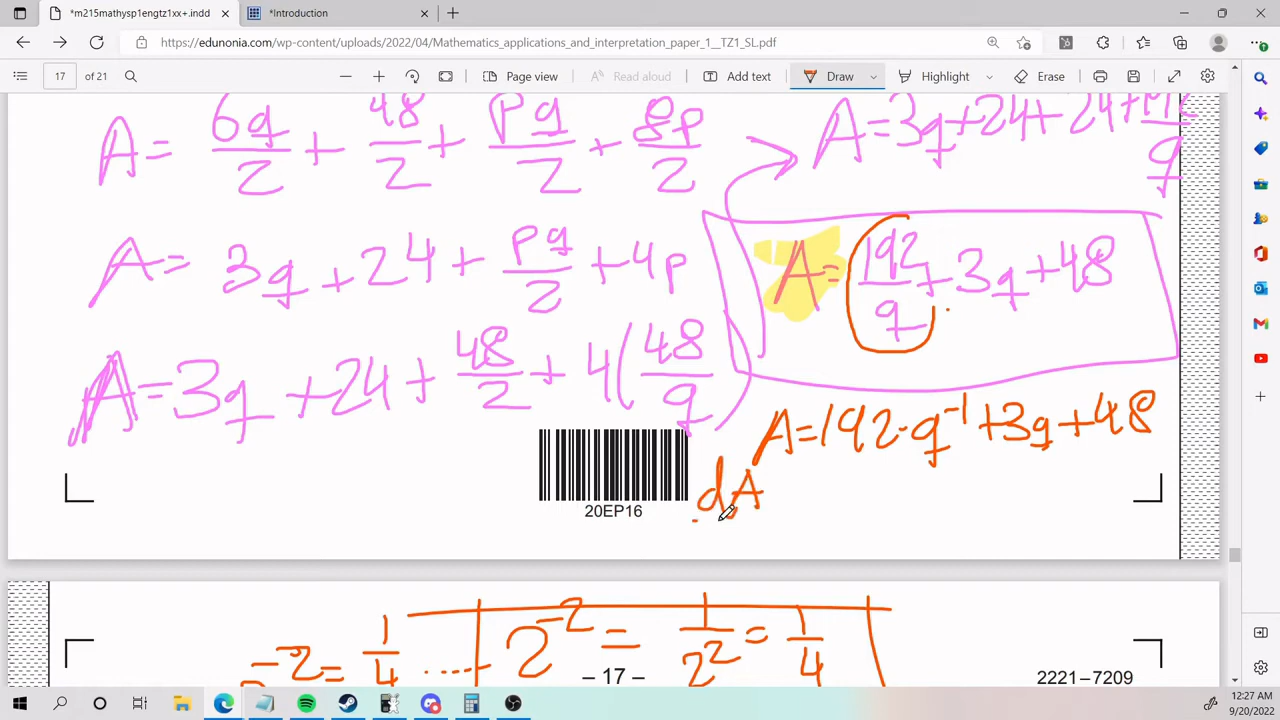 *m215mathysp1engtz1xx+.indd
*Introduction
https://edunonia.com/wp-content/uploads/2022/04/Mathematics_applications_and_interpretation_paper_1__TZ1_SL.pdf
17 of 21
Page view
Read aloud
Add text
Draw
Highlight
Erase
A = 6q/2 + 48/2 + pq/2 + 8p/2
A = 3q + 24 + 24 +
A = 3q + 24 + pq/2 + 4p
A = 192/q + 3q + 48
A = 3q + 24 + 48/2 + 4(48/q)
A = 192·q⁻¹ + 3q + 48
dA
20EP16
-2 = 1/4 .....
2⁻² = 1/2² = 1/4
– 17 –
2221–7209
12:27 AM
9/20/2022